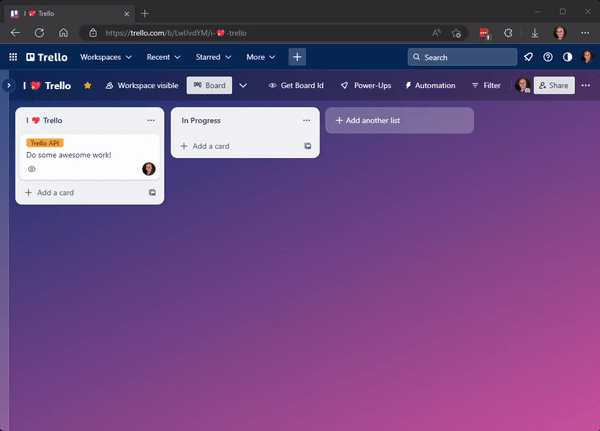 I 💖 Trello
https://trello.com/b/LwIJvdYM/i-💖-trello
Trello Workspaces Recent Starred More + Search
I 💖 Trello Workspace visible Board Get Board Id Power-Ups Automation Filter Share
I 💖 Trello In Progress + Add another list
Trello API
Do some awesome work!
+ Add a card
+ Add a card